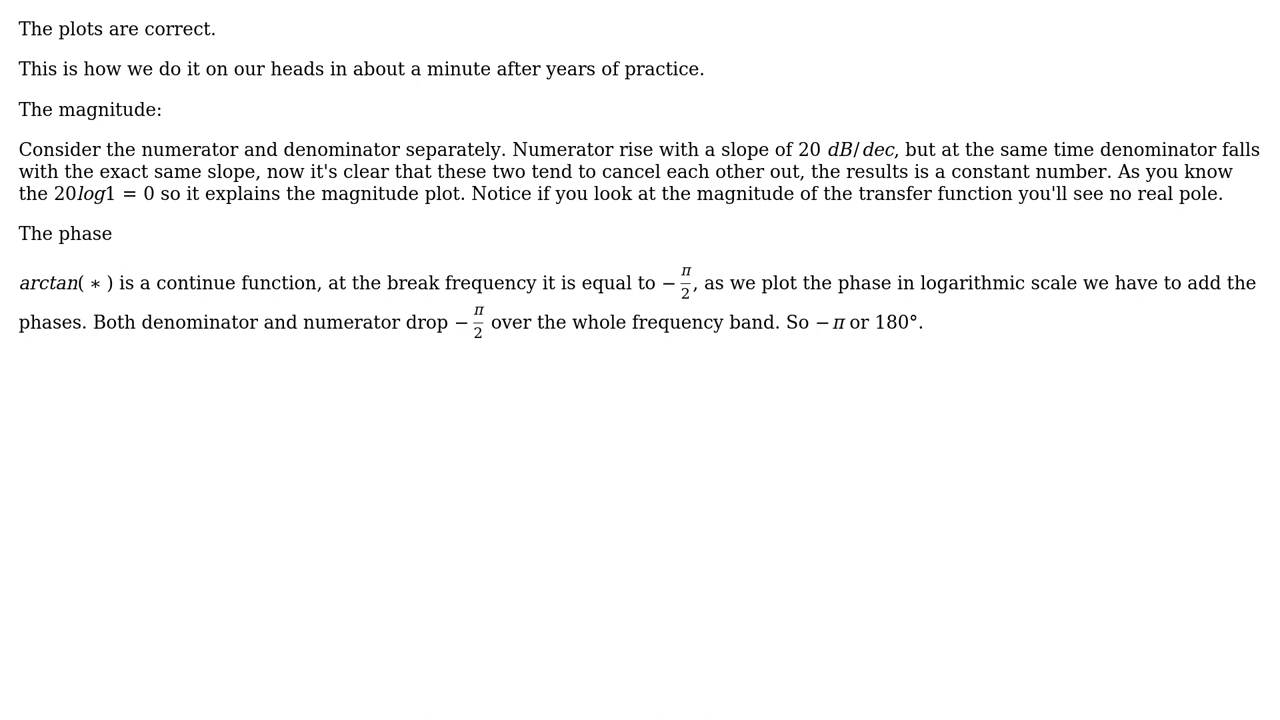 The plots are correct.
This is how we do it on our heads in about a minute after years of practice.
The magnitude:
Consider the numerator and denominator separately. Numerator rise with a slope of 20 dB/dec, but at the same time denominator falls
with the exact same slope, now it's clear that these two tend to cancel each other out, the results is a constant number. As you know
the 20log1 = 0 so it explains the magnitude plot. Notice if you look at the magnitude of the transfer function you'll see no real pole.
The phase
arctan( ∗ ) is a continue function, at the break frequency it is equal to −π/2, as we plot the phase in logarithmic scale we have to add the
phases. Both denominator and numerator drop −π/2 over the whole frequency band. So −π or 180°.